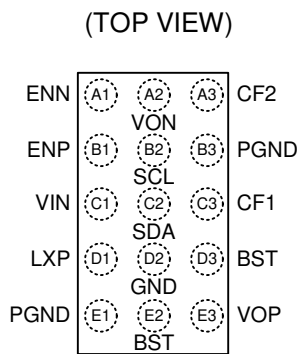 (TOP VIEW)
ENN A1 A2 A3 CF2
VON
ENP B1 B2 B3 PGND
SCL
VIN C1 C2 C3 CF1
SDA
LXP D1 D2 D3 BST
GND
PGND E1 E2 E3 VOP
BST